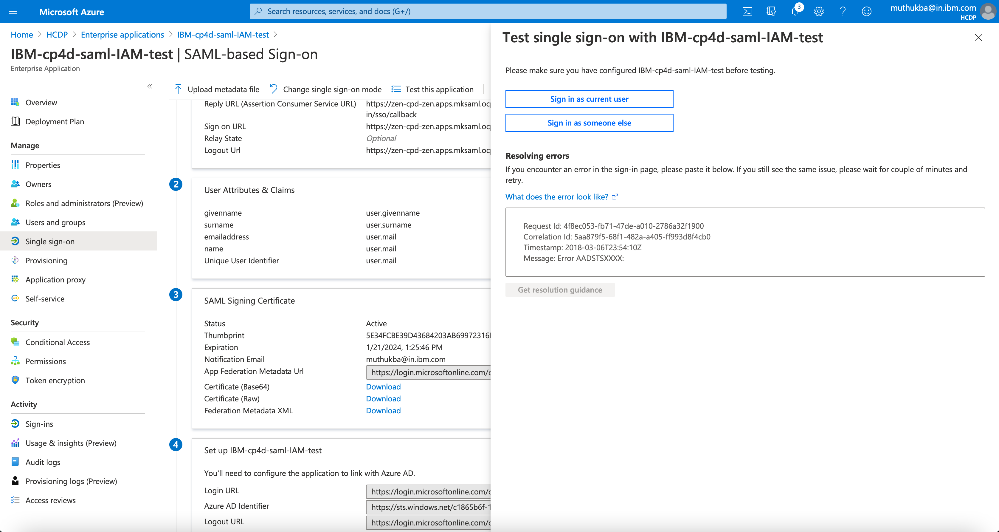 Microsoft Azure
Search resources, services, and docs (G+/)
3
muthukba@in.ibm.com
HCDP
Home > HCDP > Enterprise applications > IBM-cp4d-saml-IAM-test >
IBM-cp4d-saml-IAM-test | SAML-based Sign-on
Enterprise Application
«
Overview
Deployment Plan
Manage
Properties
Owners
Roles and administrators (Preview)
Users and groups
Single sign-on
Provisioning
Application proxy
Self-service
Security
Conditional Access
Permissions
Token encryption
Activity
Sign-ins
Usage & insights (Preview)
Audit logs
Provisioning logs (Preview)
Access reviews
Upload metadata file
Change single sign-on mode
Test this application
Reply URL (Assertion Consumer Service URL) https://zen-cpd-zen.apps.mksaml.ocp
in/sso/callback
Sign on URL https://zen-cpd-zen.apps.mksaml.ocp
Relay State Optional
Logout Url https://zen-cpd-zen.apps.mksaml.ocp
2
User Attributes & Claims
givenname user.givenname
surname user.surname
emailaddress user.mail
name user.mail
Unique User Identifier user.mail
3
SAML Signing Certificate
Status Active
Thumbprint 5E34FCBE39D43684203AB69972316
Expiration 1/21/2024, 1:25:46 PM
Notification Email muthukba@in.ibm.com
App Federation Metadata Url https://login.microsoftonline.com/c
Certificate (Base64) Download
Certificate (Raw) Download
Federation Metadata XML Download
4
Set up IBM-cp4d-saml-IAM-test
You'll need to configure the application to link with Azure AD.
Login URL https://login.microsoftonline.com/c
Azure AD Identifier https://sts.windows.net/c1865b6f-1
Logout URL https://login.microsoftonline.com/c
Test single sign-on with IBM-cp4d-saml-IAM-test
Please make sure you have configured IBM-cp4d-saml-IAM-test before testing.
Sign in as current user
Sign in as someone else
Resolving errors
If you encounter an error in the sign-in page, please paste it below. If you still see the same issue, please wait for couple of minutes and
retry.
What does the error look like?
Request Id: 4f8ec053-fb71-47de-a010-2786a32f1900
Correlation Id: 5aa879f5-68f1-482a-a405-ff993d8f4cb0
Timestamp: 2018-03-06T23:54:10Z
Message: Error AADSTSXXXX:
Get resolution guidance